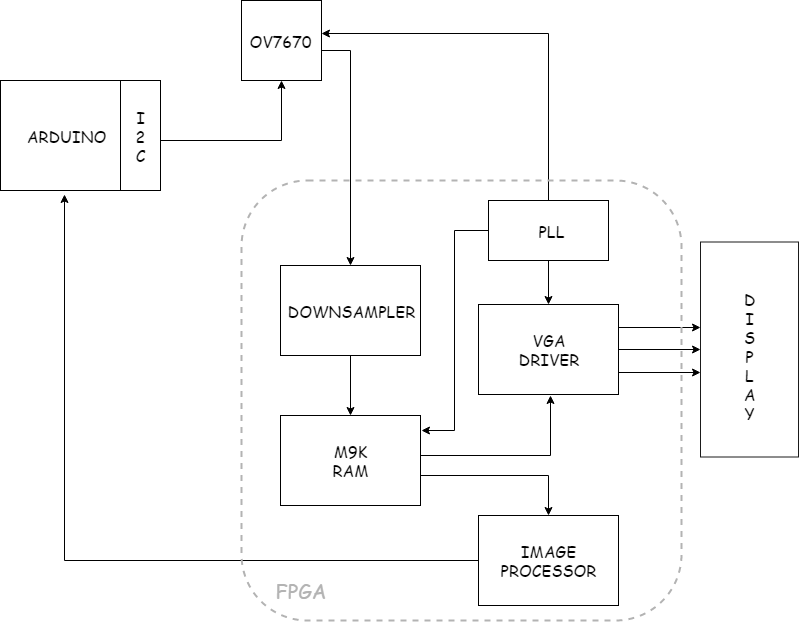 OV7670
ARDUINO
I
2
C
PLL
DOWNSAMPLER
VGA
DRIVER
D
I
S
P
L
A
Y
M9K
RAM
IMAGE
PROCESSOR
FPGA